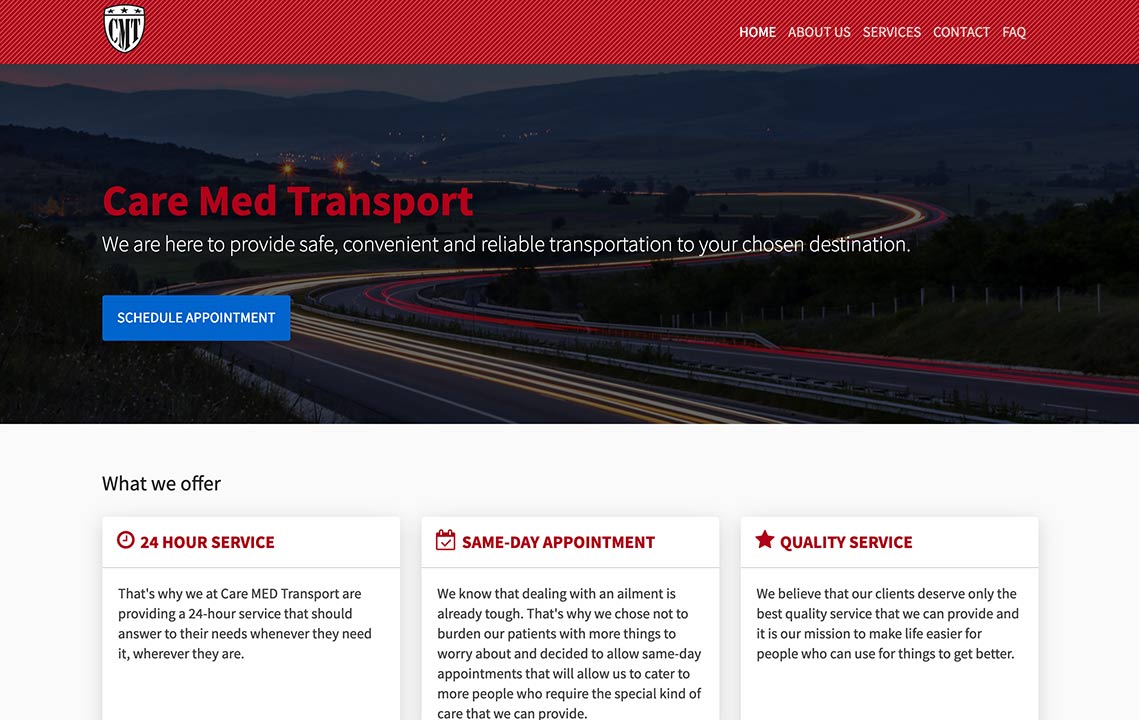 CMT
HOME ABOUT US SERVICES CONTACT FAQ
Care Med Transport
We are here to provide safe, convenient and reliable transportation to your chosen destination.
SCHEDULE APPOINTMENT
What we offer
24 HOUR SERVICE
That's why we at Care MED Transport are
providing a 24-hour service that should
answer to their needs whenever they need
it, wherever they are.
SAME-DAY APPOINTMENT
We know that dealing with an ailment is
already tough. That's why we chose not to
burden our patients with more things to
worry about and decided to allow same-day
appointments that will allow us to cater to
more people who require the special kind of
care that we can provide.
QUALITY SERVICE
We believe that our clients deserve only the
best quality service that we can provide and
it is our mission to make life easier for
people who can use for things to get better.